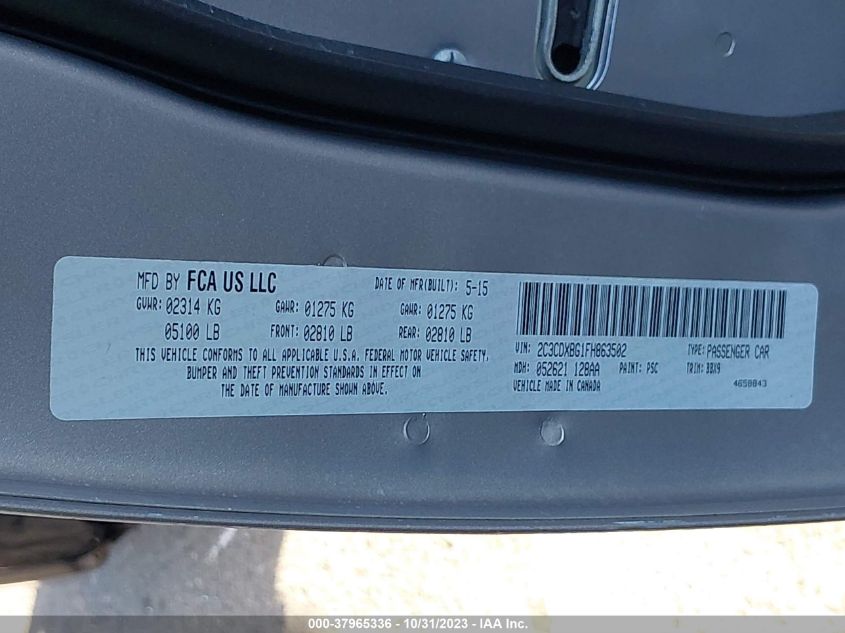 MFD BY FCA US LLC DATE OF MFR(BUILT): 5-15
GVWR: 02314 KG GAWR: 01275 KG GAWR: 01275 KG
05100 LB FRONT: 02810 LB REAR: 02810 LB
THIS VEHICLE CONFORMS TO ALL APPLICABLE U.S.A. FEDERAL MOTOR VEHICLE SAFETY,
BUMPER AND THEFT PREVENTION STANDARDS IN EFFECT ON
THE DATE OF MANUFACTURE SHOWN ABOVE.
VIN: 2C3CDXBG1FH863502 TYPE: PASSENGER CAR
MDH: 052621 128AA PAINT: PSC TRIM: BBX9
VEHICLE MADE IN CANADA 4658843
000-37965336 - 10/31/2023 - IAA Inc.